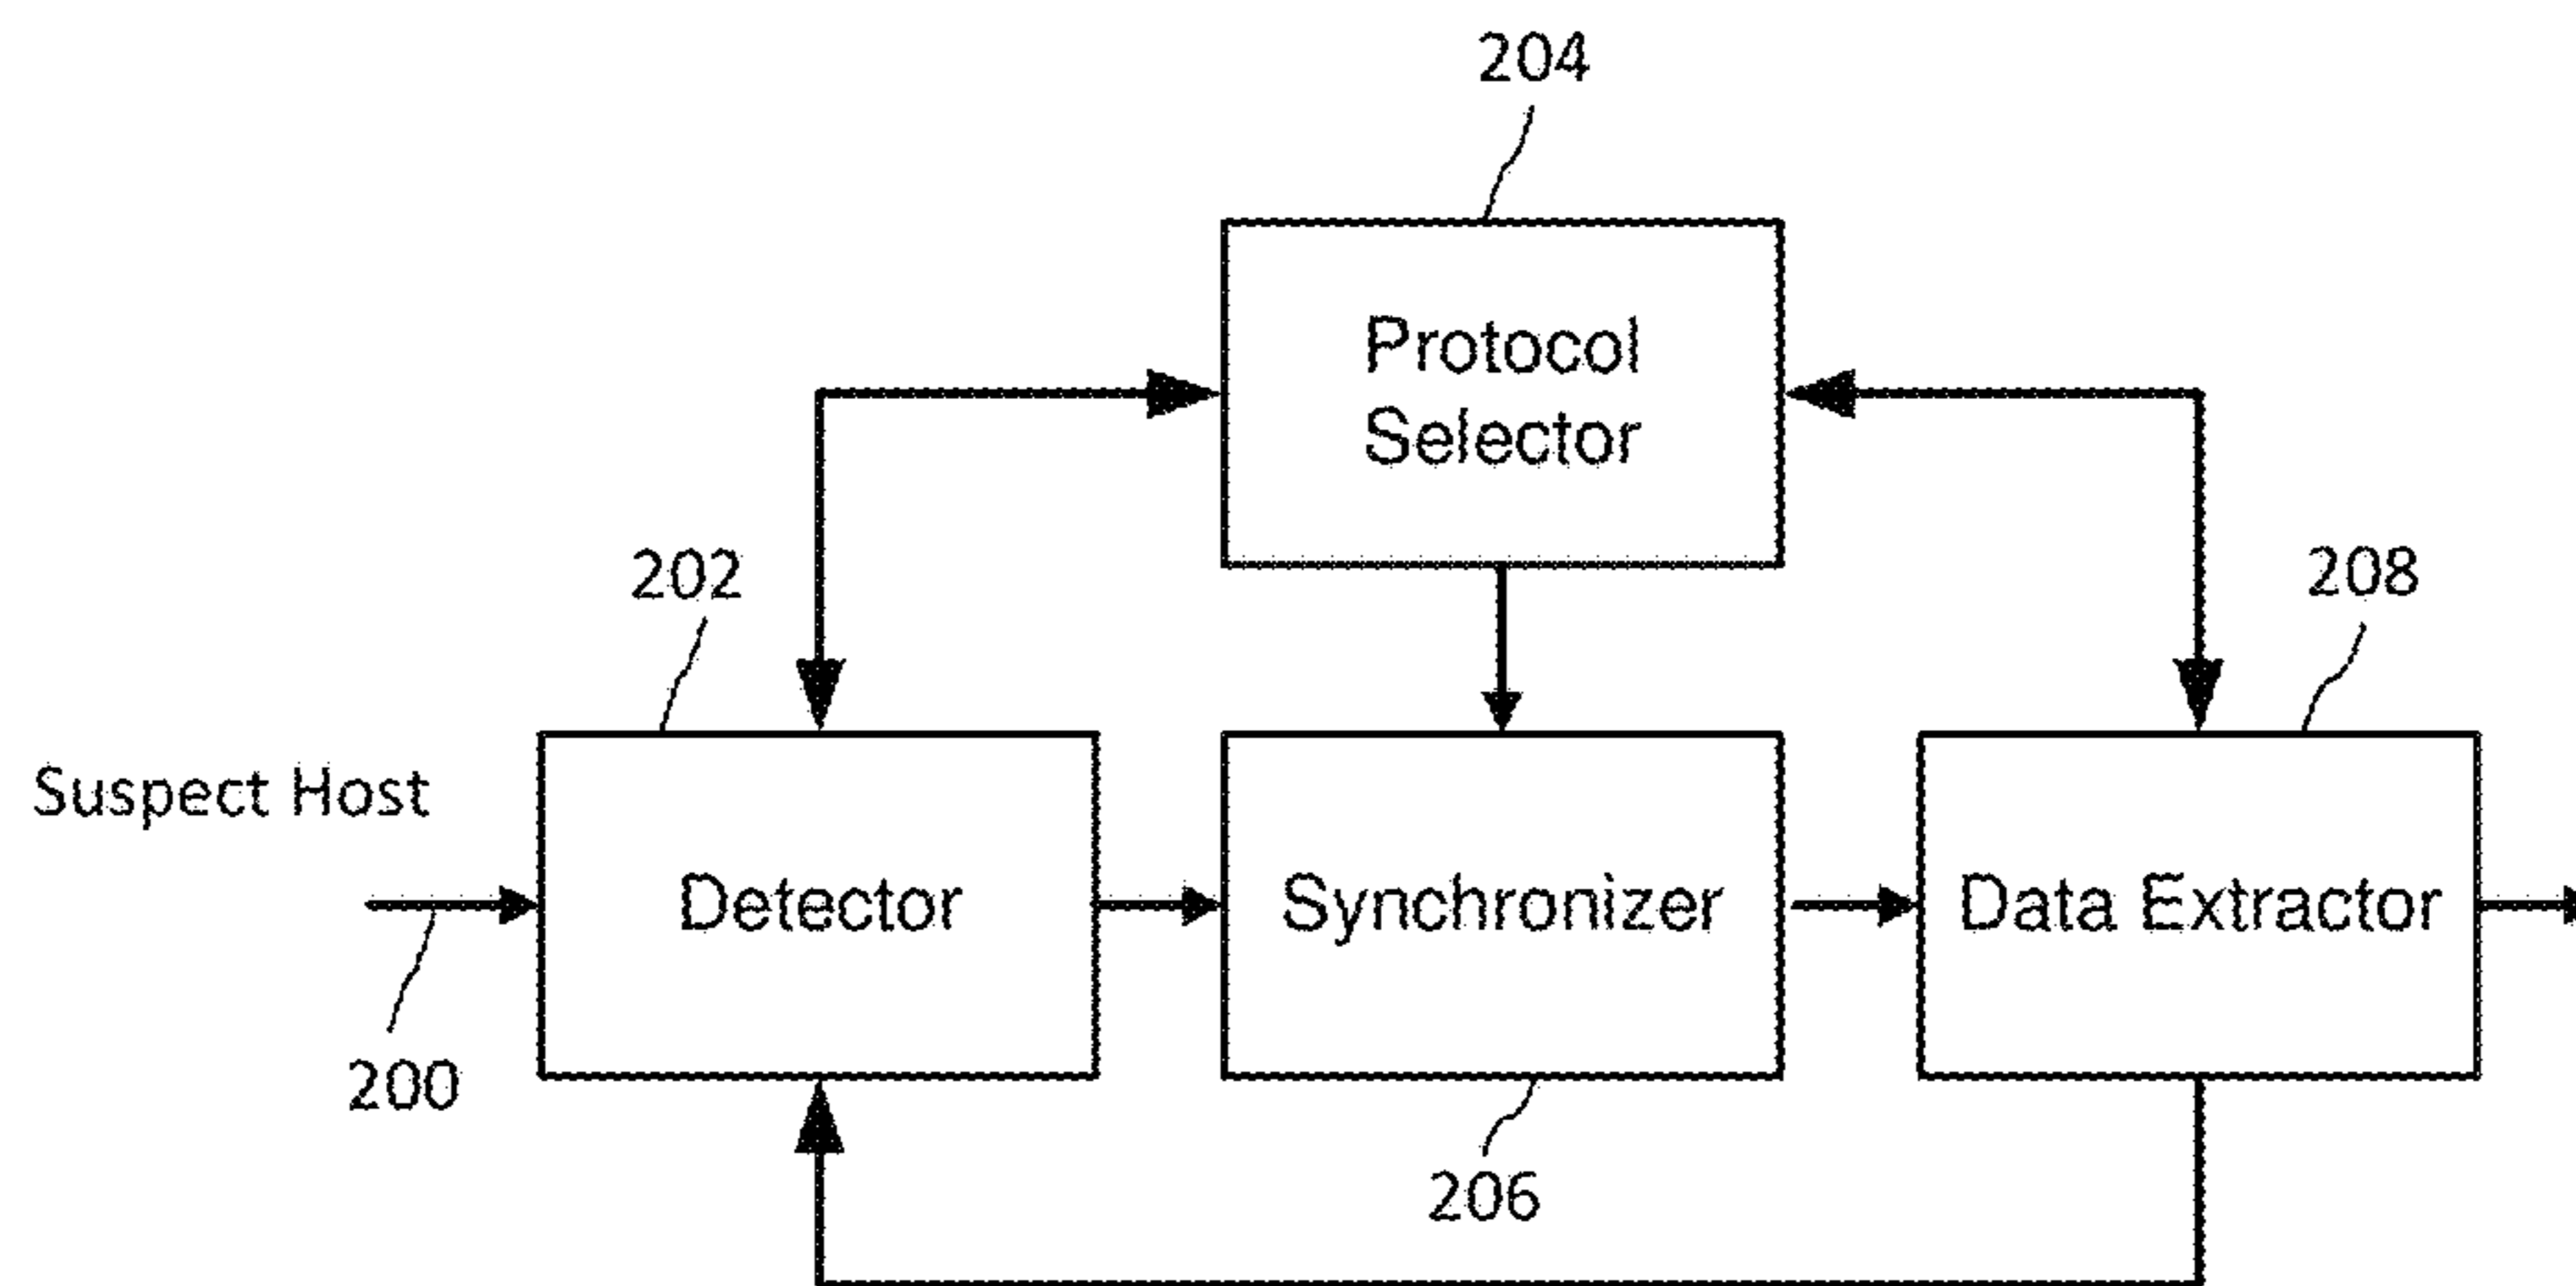 204
Protocol
Selector
202
208
Suspect Host
Detector
Synchronizer
Data Extractor
200
206